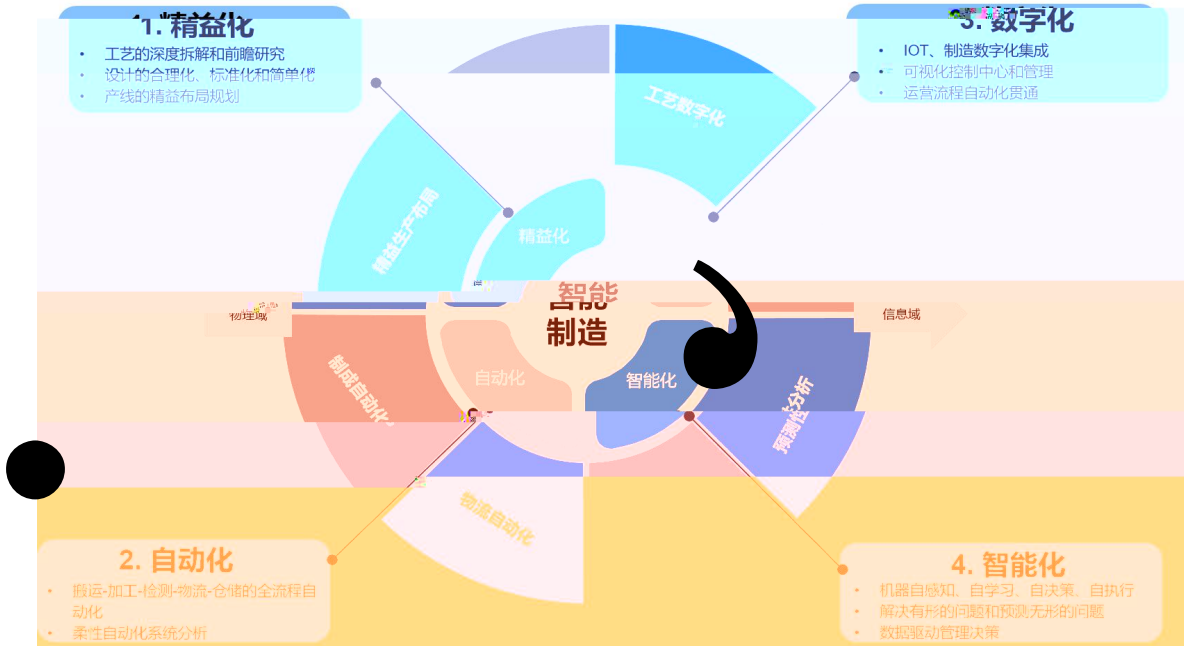 1. 精益化
• 工艺的深度拆解和前瞻研究
• 设计的合理化、标准化和简单化
• 产线的精益布局规划
3. 数字化
• IOT、制造数字化集成
• 可视化控制中心和管理
• 运营流程自动化贯通
工艺数字化
精益生产布局
精益化
智能
制造
物理域
信息域
制成自动化
自动化
智能化
预测性分析
物流自动化
2. 自动化
• 搬运-加工-检测-物流-仓储的全流程自
动化
• 柔性自动化系统分析
4. 智能化
• 机器自感知、自学习、自决策、自执行
• 解决有形的问题和预测无形的问题
• 数据驱动管理决策